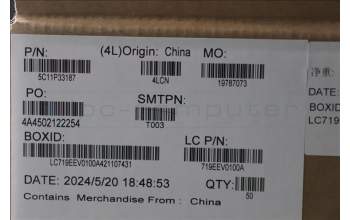 P/N:
(4L)Origin: China
MO:
5C11P33187
4LCN
19787073
PO:
SMTPN:
4A4502122254
T003
BOXID:
LC P/N:
LC719EEV0100A421107431
719EEV0100A
DATE: 2024/5/20 18:48:53
QTY:
50
Contains Merchandise From : China
净重:
DATE
BOXID
LC719